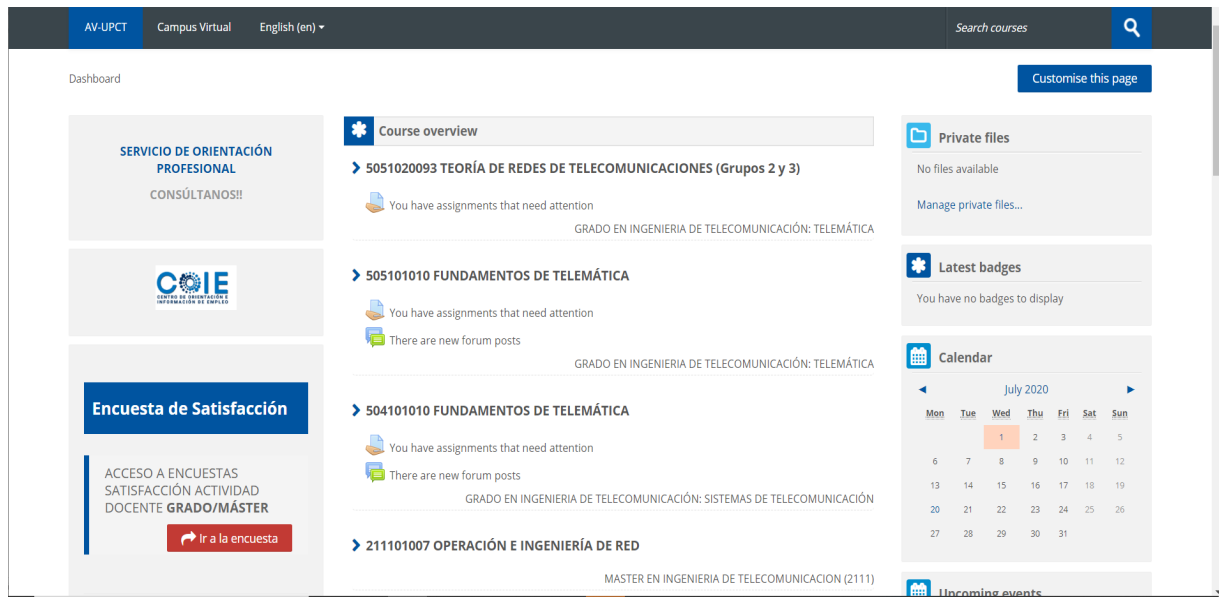 AV-UPCT
Campus Virtual
English (en)
Search courses
Dashboard
Customise this page
SERVICIO DE ORIENTACIÓN
PROFESIONAL
CONSÚLTANOS!!
COIE
CENTRO DE ORIENTACIÓN E
INFORMACIÓN DE EMPLEO
Encuesta de Satisfacción
ACCESO A ENCUESTAS
SATISFACCIÓN ACTIVIDAD
DOCENTE GRADO/MÁSTER
Ir a la encuesta
Course overview
5051020093 TEORÍA DE REDES DE TELECOMUNICACIONES (Grupos 2 y 3)
You have assignments that need attention
GRADO EN INGENIERIA DE TELECOMUNICACIÓN: TELEMÁTICA
505101010 FUNDAMENTOS DE TELEMÁTICA
You have assignments that need attention
There are new forum posts
GRADO EN INGENIERIA DE TELECOMUNICACIÓN: TELEMÁTICA
504101010 FUNDAMENTOS DE TELEMÁTICA
You have assignments that need attention
There are new forum posts
GRADO EN INGENIERIA DE TELECOMUNICACIÓN: SISTEMAS DE TELECOMUNICACIÓN
211101007 OPERACIÓN E INGENIERÍA DE RED
MASTER EN INGENIERIA DE TELECOMUNICACION (2111)
Private files
No files available
Manage private files...
Latest badges
You have no badges to display
Calendar
July 2020
Mon Tue Wed Thu Fri Sat Sun
1 2 3 4 5
6 7 8 9 10 11 12
13 14 15 16 17 18 19
20 21 22 23 24 25 26
27 28 29 30 31
Upcoming events